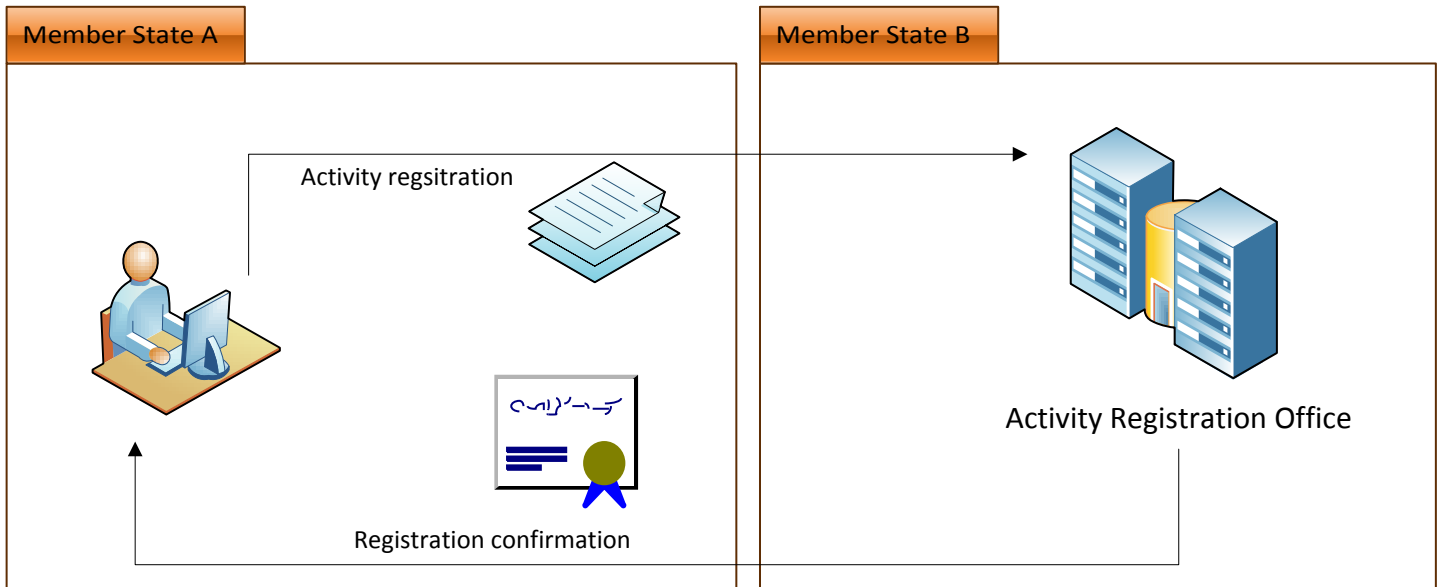 Member State A
Member State B
Activity regsitration
Activity Registration Office
Registration confirmation